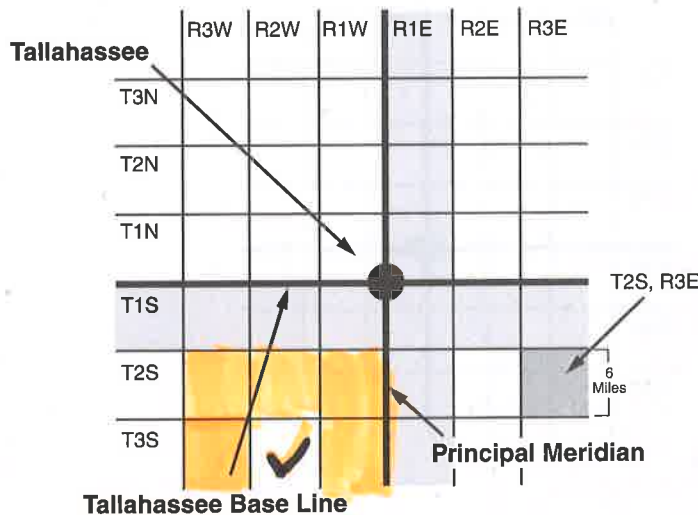 R3W R2W R1W R1E R2E R3E
Tallahassee
T3N
T2N
T1N
T2S, R3E
T1S
T2S
6
Miles
T3S
Principal Meridian
Tallahassee Base Line